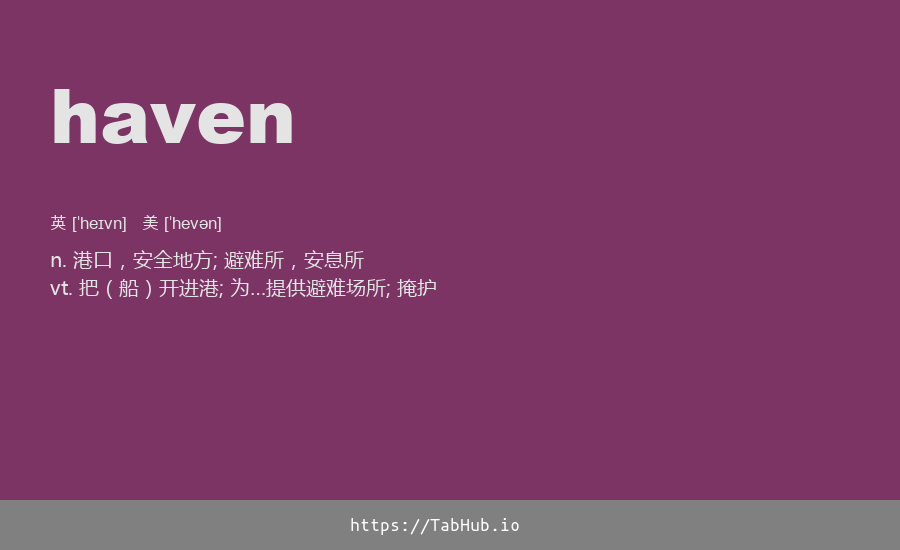 haven
英 [ˈheɪvn] 美 [ˈhevən]
n. 港口，安全地方; 避难所，安息所
vt. 把（船）开进港; 为…提供避难场所; 掩护
https://TabHub.io